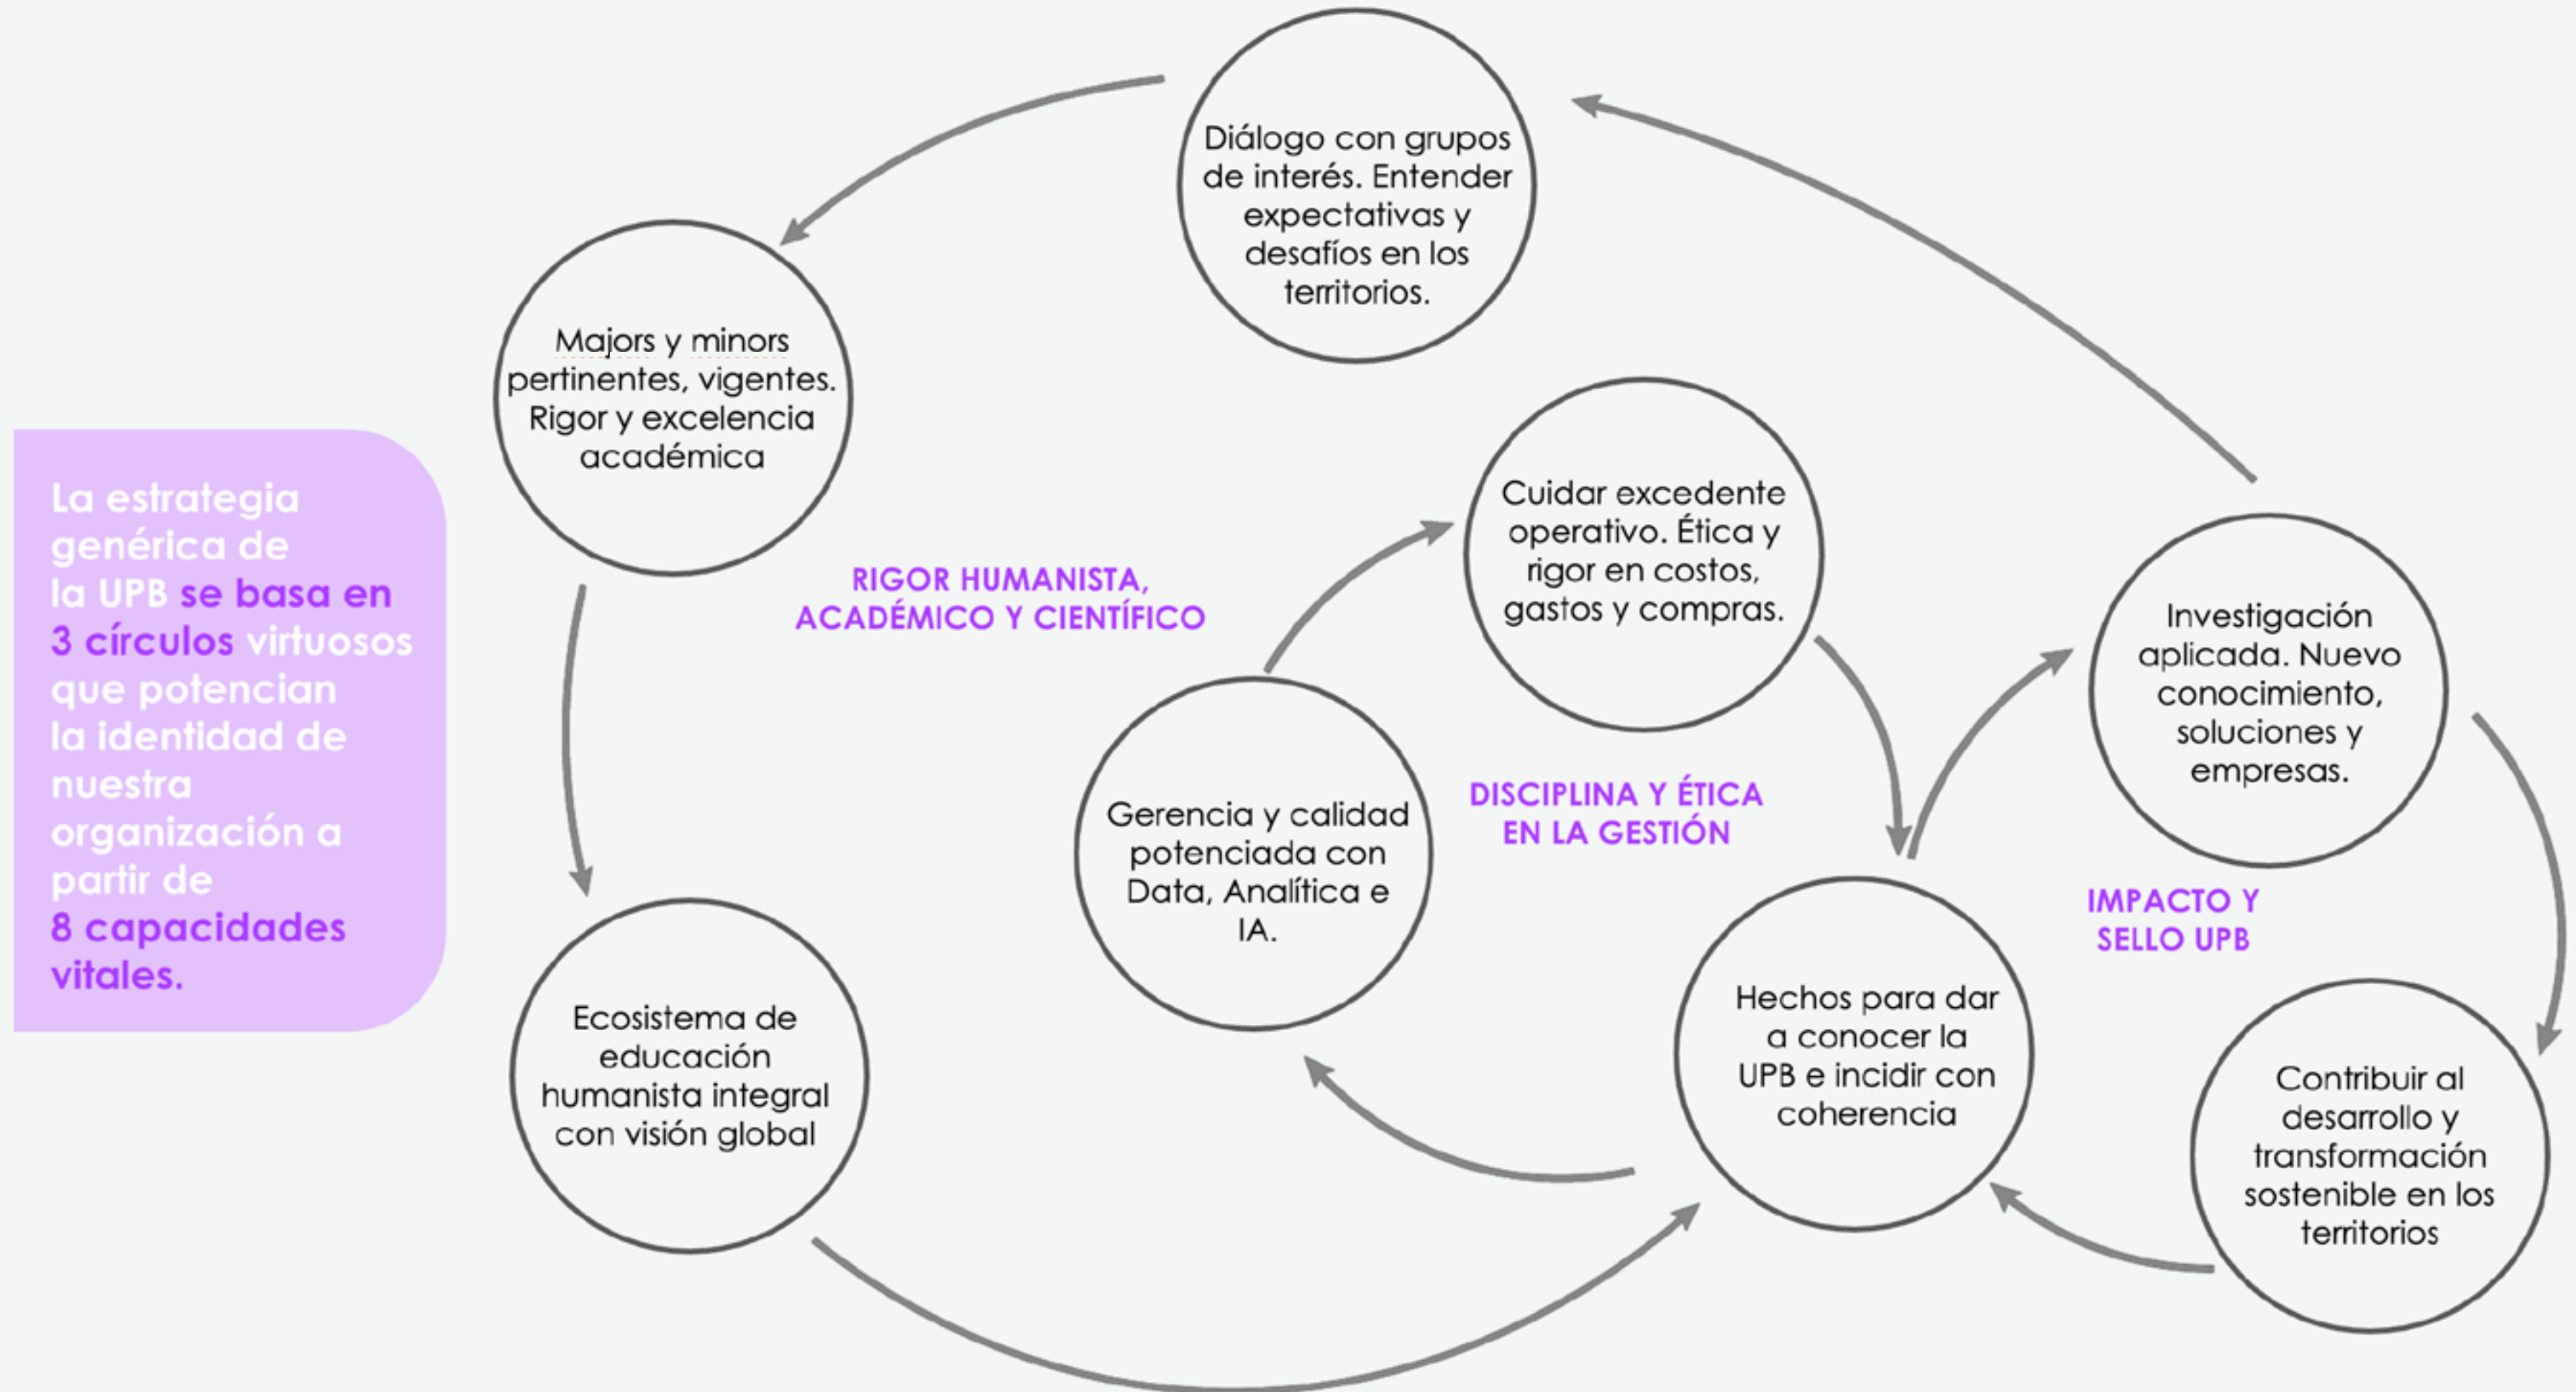 La estrategia
genérica de
la UPB se basa en
3 círculos virtuosos
que potencian
la identidad de
nuestra
organización a
partir de
8 capacidades
vitales.
Diálogo con grupos
de interés. Entender
expectativas y
desafíos en los
territorios.
Majors y minors
pertinentes, vigentes.
Rigor y excelencia
académica
RIGOR HUMANISTA,
ACADÉMICO Y CIENTÍFICO
Cuidar excedente
operativo. Ética y
rigor en costos,
gastos y compras.
Investigación
aplicada. Nuevo
conocimiento,
soluciones y
empresas.
Gerencia y calidad
potenciada con
Data, Analítica e
IA.
DISCIPLINA Y ÉTICA
EN LA GESTIÓN
IMPACTO Y
SELLO UPB
Ecosistema de
educación
humanista integral
con visión global
Hechos para dar
a conocer la
UPB e incidir con
coherencia
Contribuir al
desarrollo y
transformación
sostenible en los
territorios